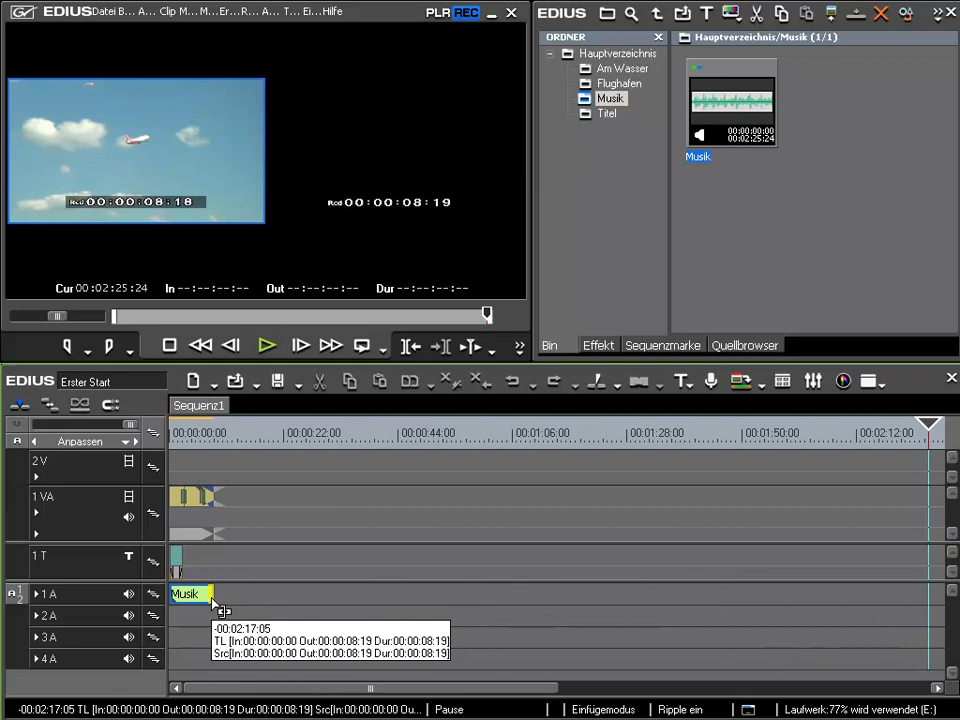 EDIUS Datei B... A... Clip M... M... Er... R... A... T... Ei... Hilfe PLR REC
Rcd 00:00:08:18
Rcd 00:00:08:19
Cur 00:02:25:24 In --:--:--:-- Out --:--:--:-- Dur --:--:--:--
EDIUS
ORDNER
Hauptverzeichnis
Am Wasser
Flughafen
Musik
Titel
Hauptverzeichnis/Musik (1/1)
00:00:00:00
00:02:25:24
Musik
Bin Effekt Sequenzmarke Quellbrowser
EDIUS Erster Start
Sequenz1
Anpassen
00:00:00:00 00:00:22:00 00:00:44:00 00:01:06:00 00:01:28:00 00:01:50:00 00:02:12:00
2 V
1 VA
1 T T
A 1 2 1 A Musik
2 A
3 A
4 A
-00:02:17:05
TL [In:00:00:00:00 Out:00:00:08:19 Dur:00:00:08:19]
Src[In:00:00:00:00 Out:00:00:08:19 Dur:00:00:08:19]
-00:02:17:05 TL [In:00:00:00:00 Out:00:00:08:19 Dur:00:00:08:19] Src[In:00:00:00:00 Ou... Pause Einfügemodus Ripple ein Laufwerk:77% wird verwendet (E:)